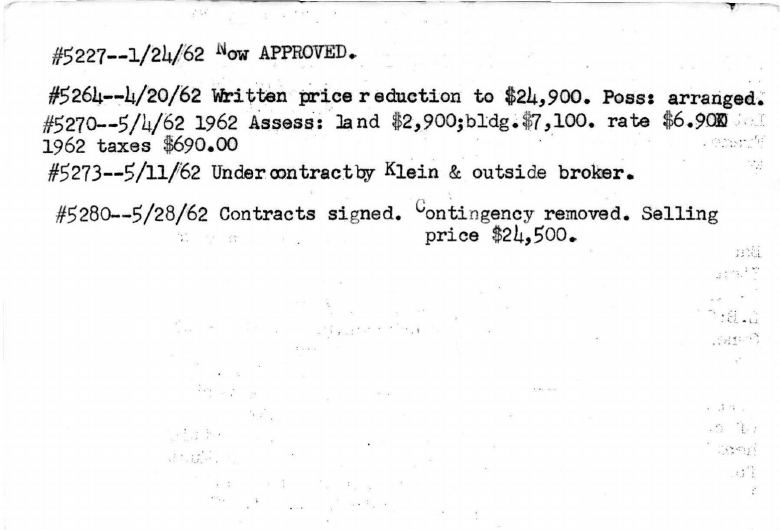 #5227--1/24/62 Now APPROVED.
#5264--4/20/62 Written price reduction to $24,900. Poss: arranged.
#5270--5/4/62 1962 Assess: land $2,900;bldg.$7,100. rate $6.90
1962 taxes $690.00
#5273--5/11/62 Under contract by Klein & outside broker.
#5280--5/28/62 Contracts signed. Contingency removed. Selling
price $24,500.